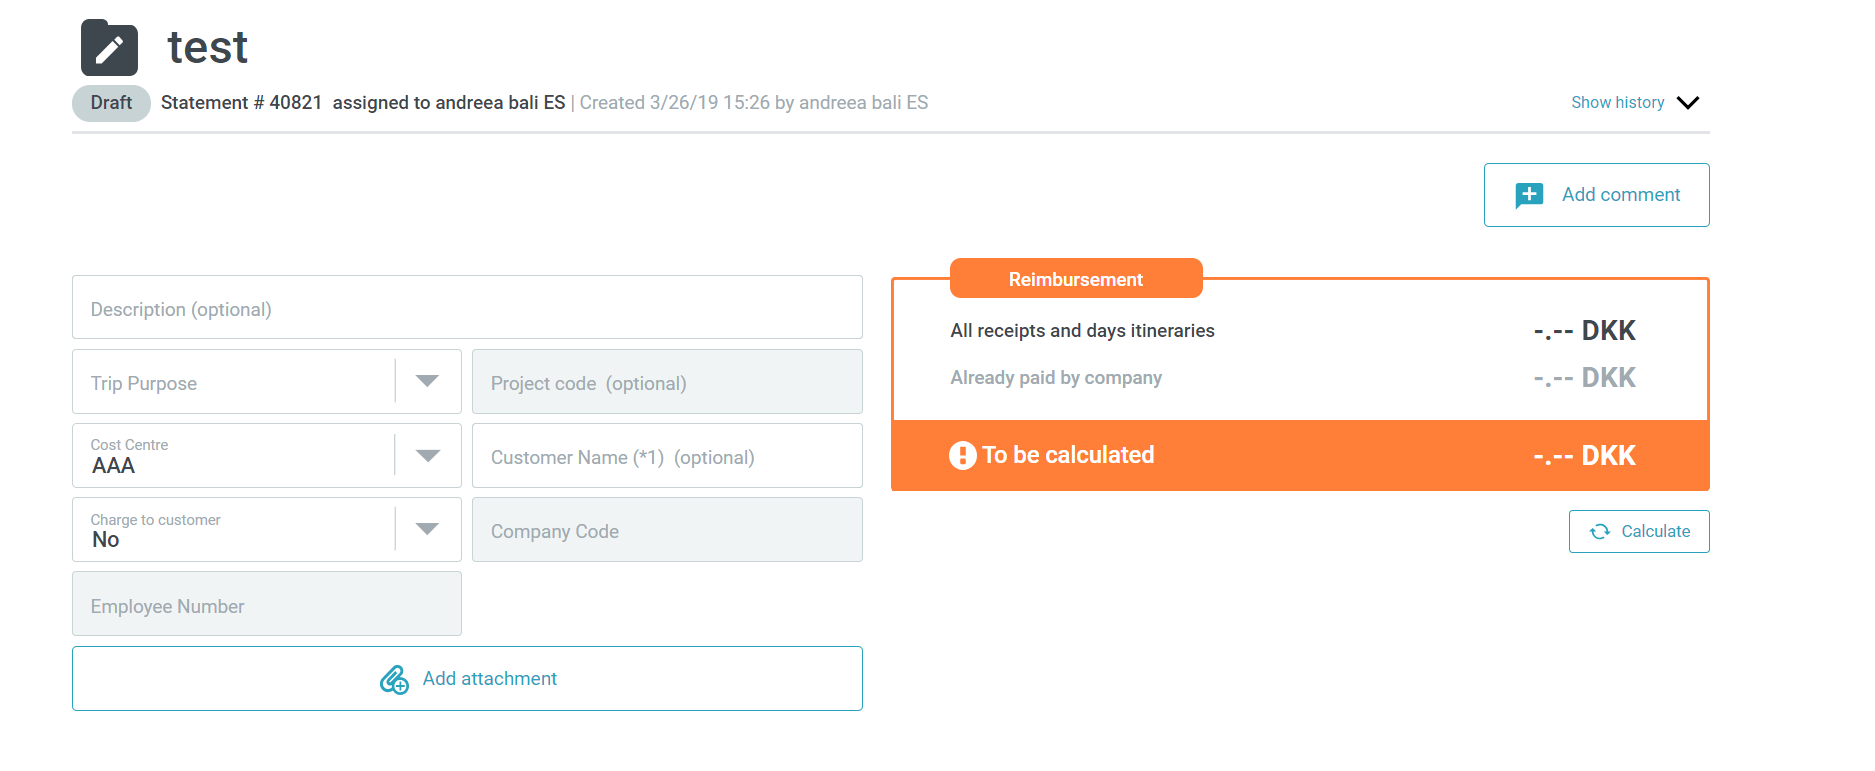 test
Draft Statement # 40821 assigned to andreea bali ES | Created 3/26/19 15:26 by andreea bali ES Show history
Add comment
Description (optional)
Trip Purpose
Project code (optional)
Cost Centre
AAA
Customer Name (*1) (optional)
Charge to customer
No
Company Code
Employee Number
Add attachment
Reimbursement
All receipts and days itineraries -.-- DKK
Already paid by company -.-- DKK
To be calculated -.-- DKK
Calculate